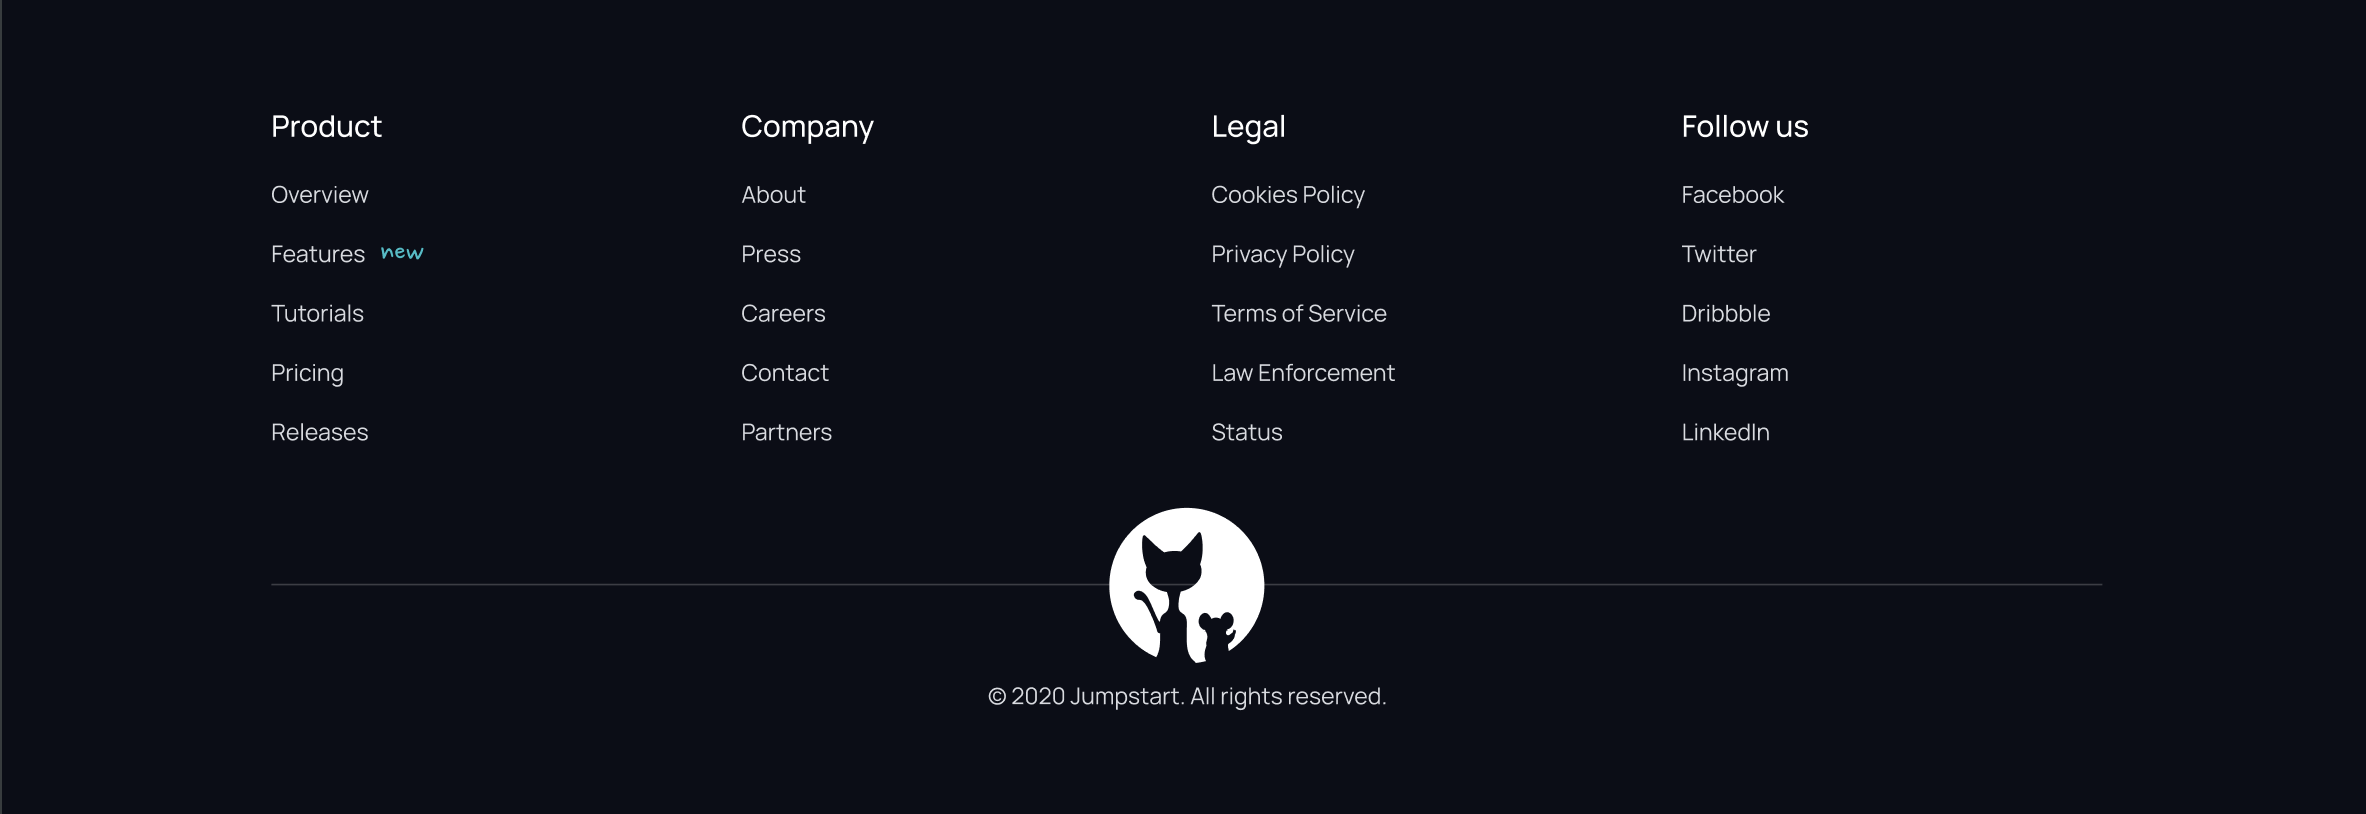 Product
Overview
Features new
Tutorials
Pricing
Releases
Company
About
Press
Careers
Contact
Partners
Legal
Cookies Policy
Privacy Policy
Terms of Service
Law Enforcement
Status
Follow us
Facebook
Twitter
Dribbble
Instagram
LinkedIn
© 2020 Jumpstart. All rights reserved.